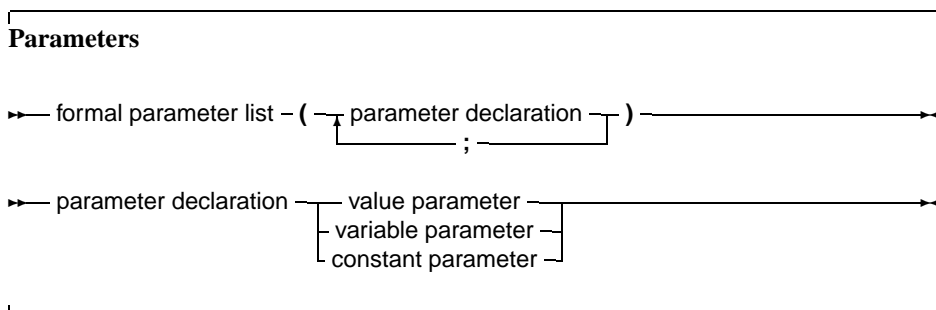 Parameters
formal parameter list ( parameter declaration )
;
parameter declaration value parameter
variable parameter
constant parameter